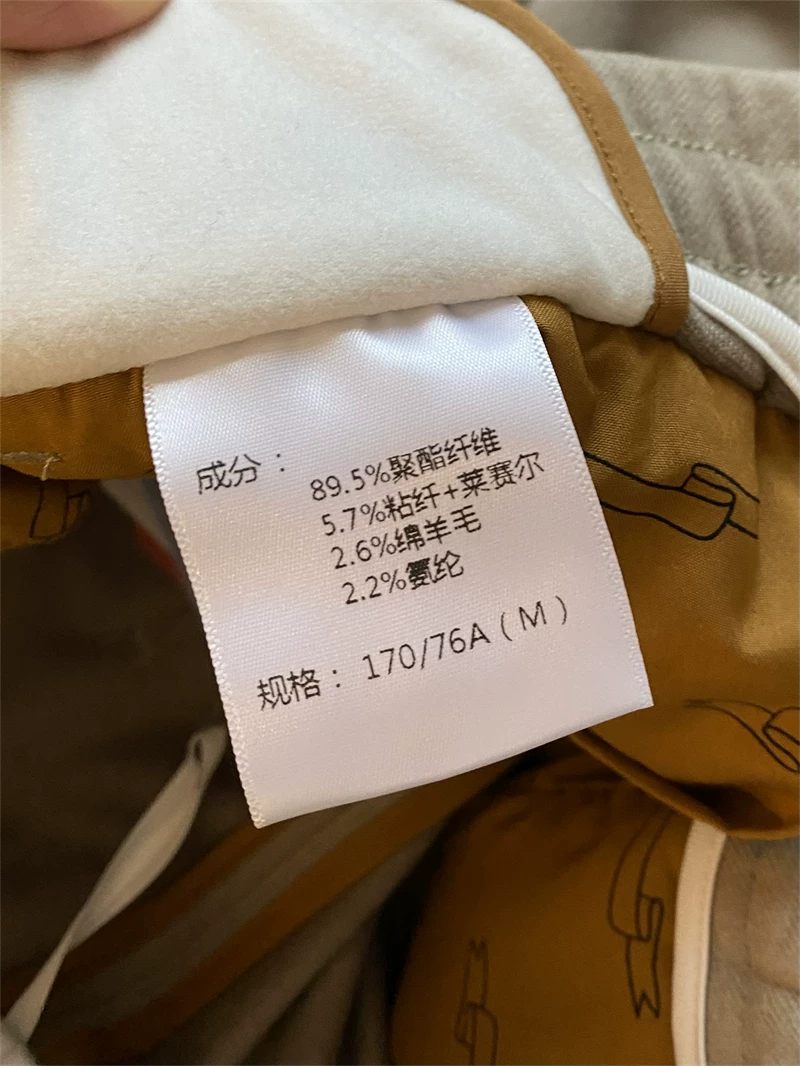 成分：
89.5%聚酯纤维
5.7%粘纤+莱赛尔
2.6%绵羊毛
2.2%氨纶
规格：170/76A(M)